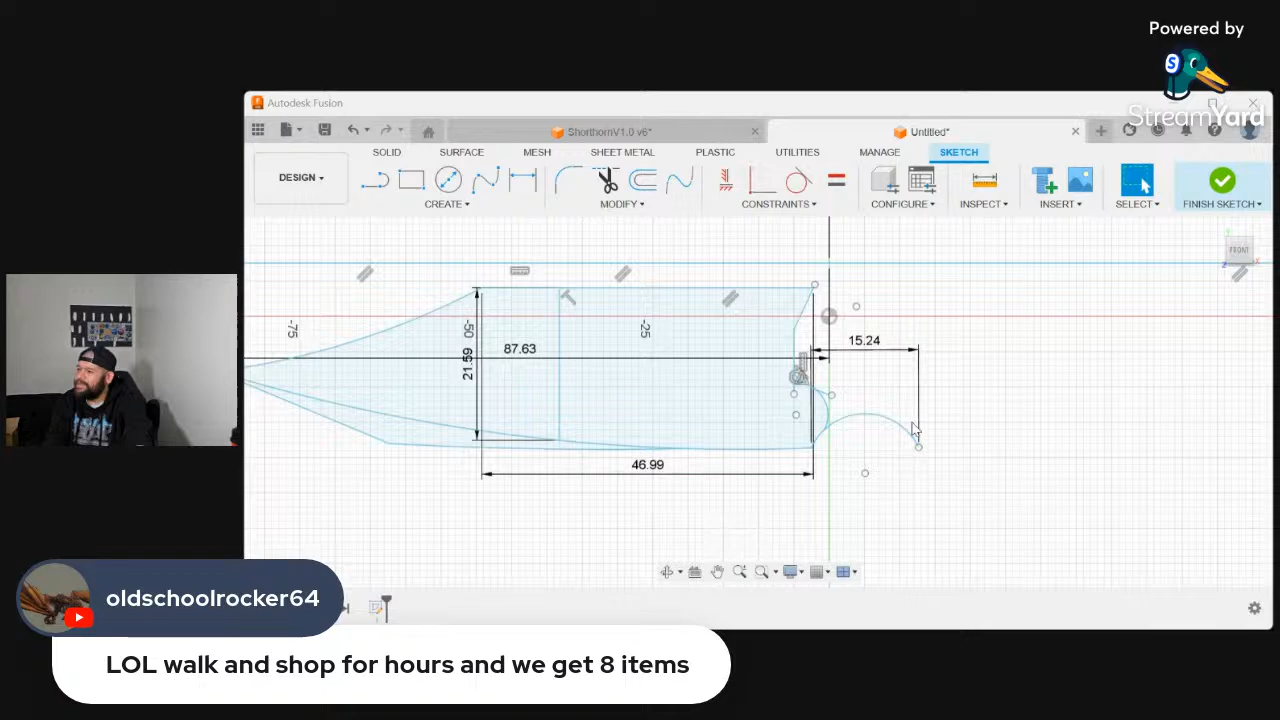 Powered by
S
StreamYard
Autodesk Fusion
ShorthornV1.0 v6*
Untitled*
SOLID
SURFACE
MESH
SHEET METAL
PLASTIC
UTILITIES
MANAGE
SKETCH
DESIGN
CREATE
MODIFY
CONSTRAINTS
CONFIGURE
INSPECT
INSERT
SELECT
FINISH SKETCH
FRONT
-75
-50
-25
87.63
21.59
15.24
46.99
oldschoolrocker64
LOL walk and shop for hours and we get 8 items